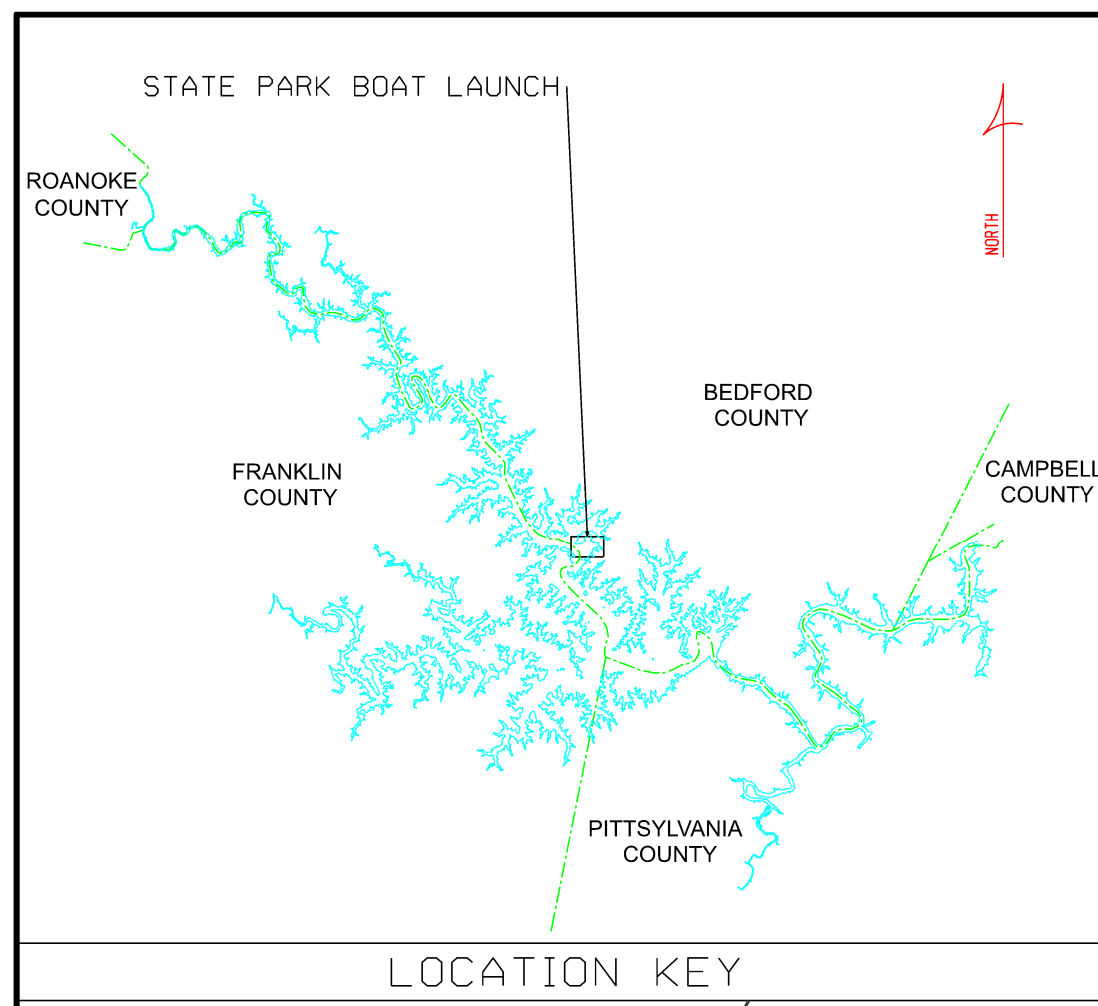 STATE PARK BOAT LAUNCH
ROANOKE
COUNTY
NORTH
BEDFORD
COUNTY
FRANKLIN
COUNTY
CAMPBELL
COUNTY
PITTSYLVANIA
COUNTY
LOCATION KEY